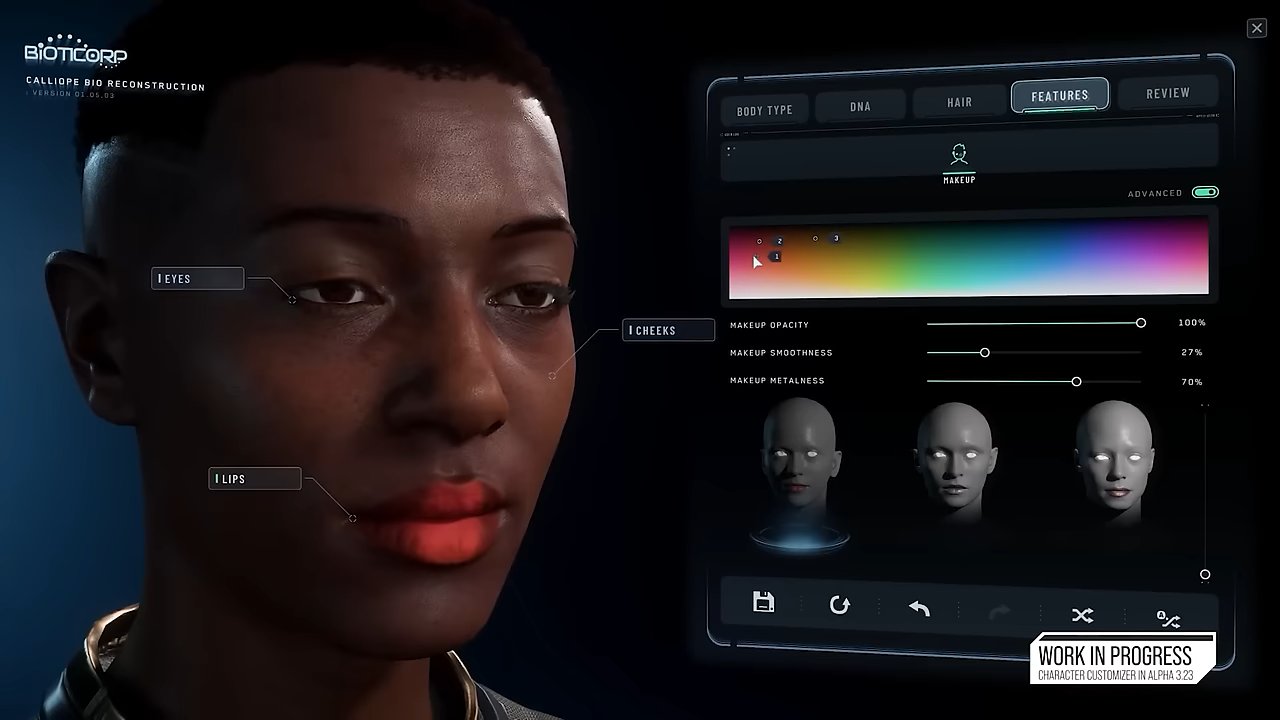 BIOTICORP
CALLIOPE BIO RECONSTRUCTION
VERSION 01.05.03
BODY TYPE
DNA
HAIR
FEATURES
REVIEW
MAKEUP
ADVANCED
2
3
1
EYES
CHEEKS
LIPS
MAKEUP OPACITY 100%
MAKEUP SMOOTHNESS 27%
MAKEUP METALNESS 70%
WORK IN PROGRESS
CHARACTER CUSTOMIZER IN ALPHA 3.23